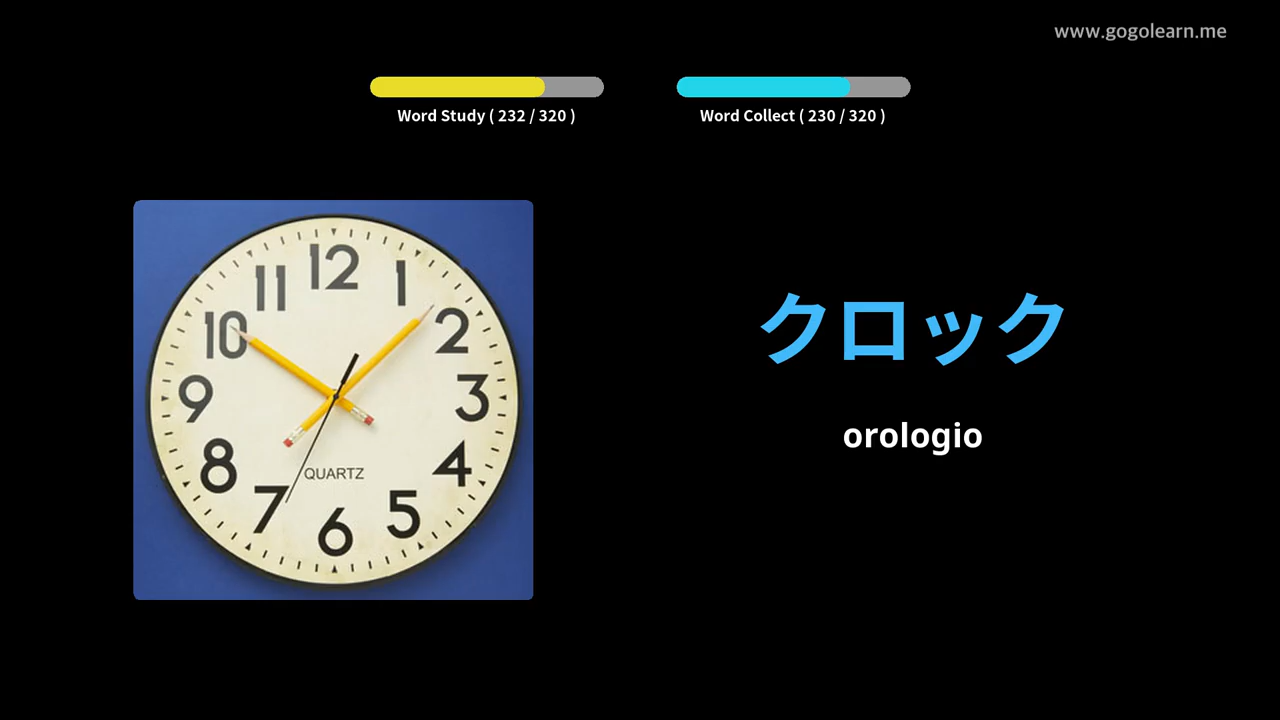 www.gogolearn.me
Word Study ( 232 / 320 )
Word Collect ( 230 / 320 )
12
11
1
10
2
9
3
8
4
QUARTZ
7
5
6
クロック
orologio